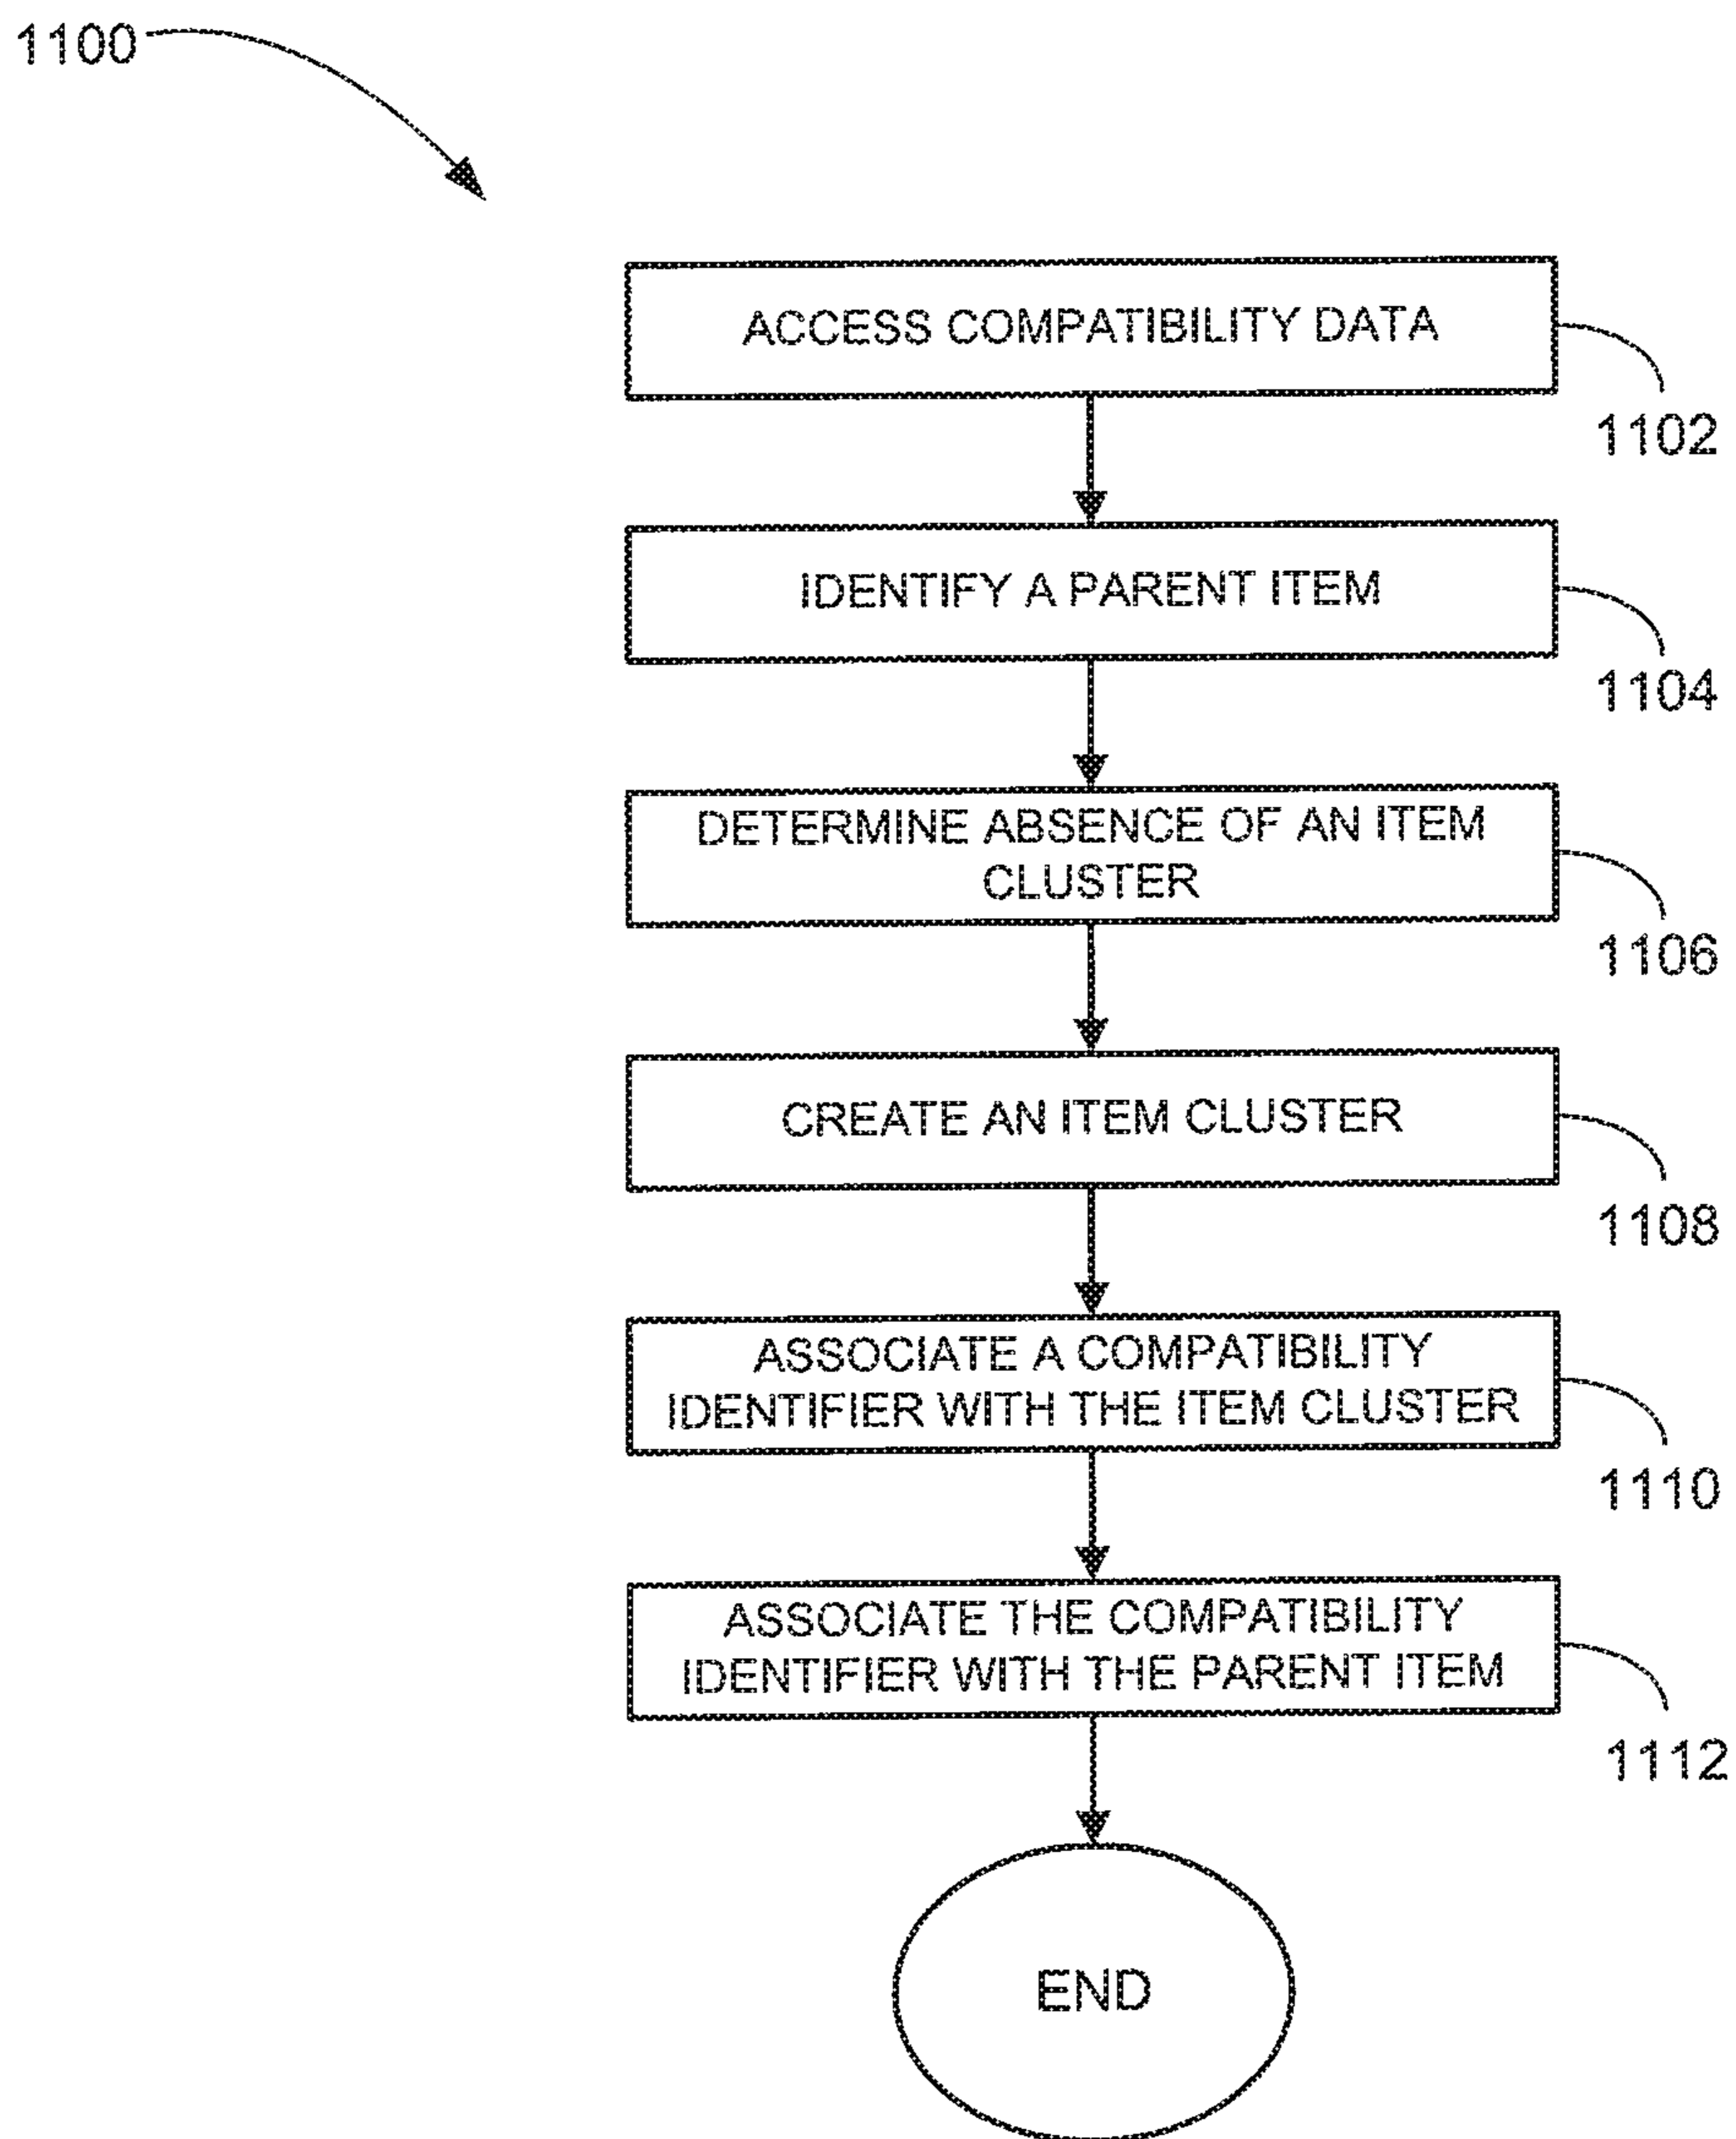 1100
ACCESS COMPATIBILITY DATA
1102
IDENTIFY A PARENT ITEM
1104
DETERMINE ABSENCE OF AN ITEM
CLUSTER
1106
CREATE AN ITEM CLUSTER
1108
ASSOCIATE A COMPATIBILITY
IDENTIFIER WITH THE ITEM CLUSTER
1110
ASSOCIATE THE COMPATIBILITY
IDENTIFIER WITH THE PARENT ITEM
1112
END